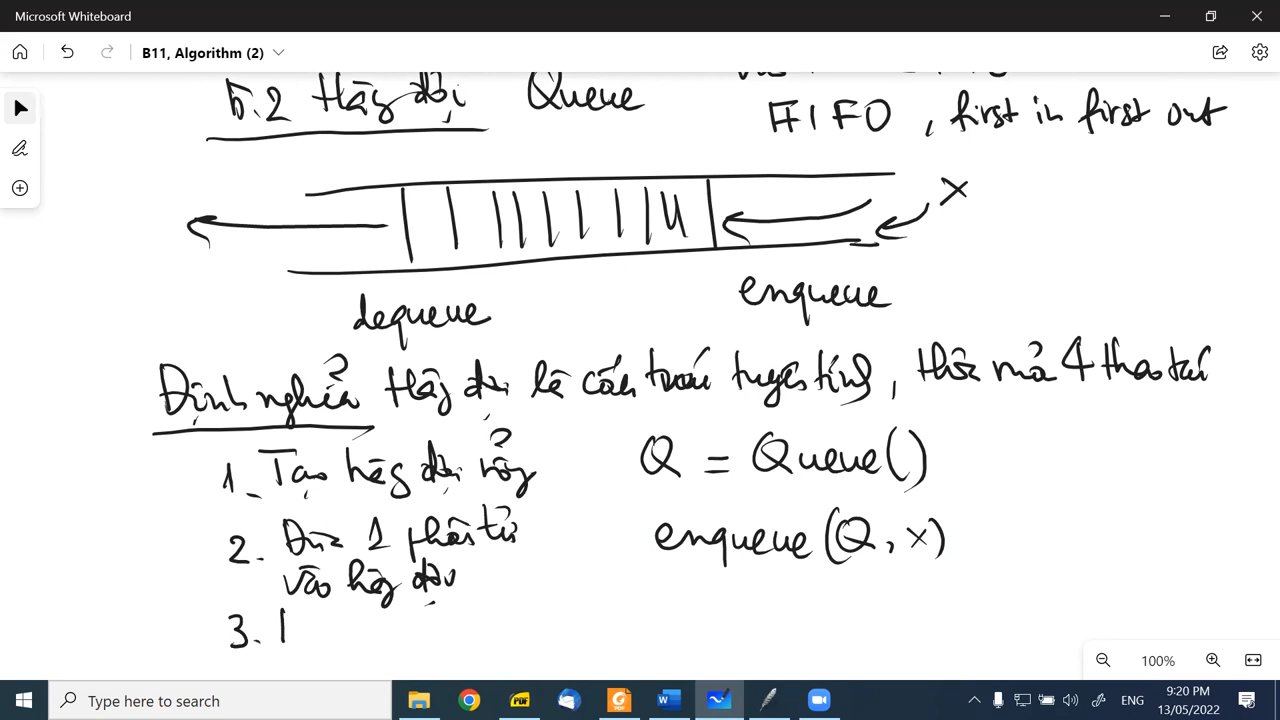 Microsoft Whiteboard
B11, Algorithm (2)
5.2 Hàng đợi Queue
FIFO, first in first out
x
dequeue
enqueue
Định nghĩa Hàng đợi là cấu trúc tuyến tính, thỏa mãn 4 thao tác
1. Tạo hàng đợi rỗng Q = Queue()
2. Đưa 1 phần tử enqueue(Q, x)
vào hàng đợi
3.
100%
Type here to search
PDF
PDF
W
ENG
9:20 PM
13/05/2022